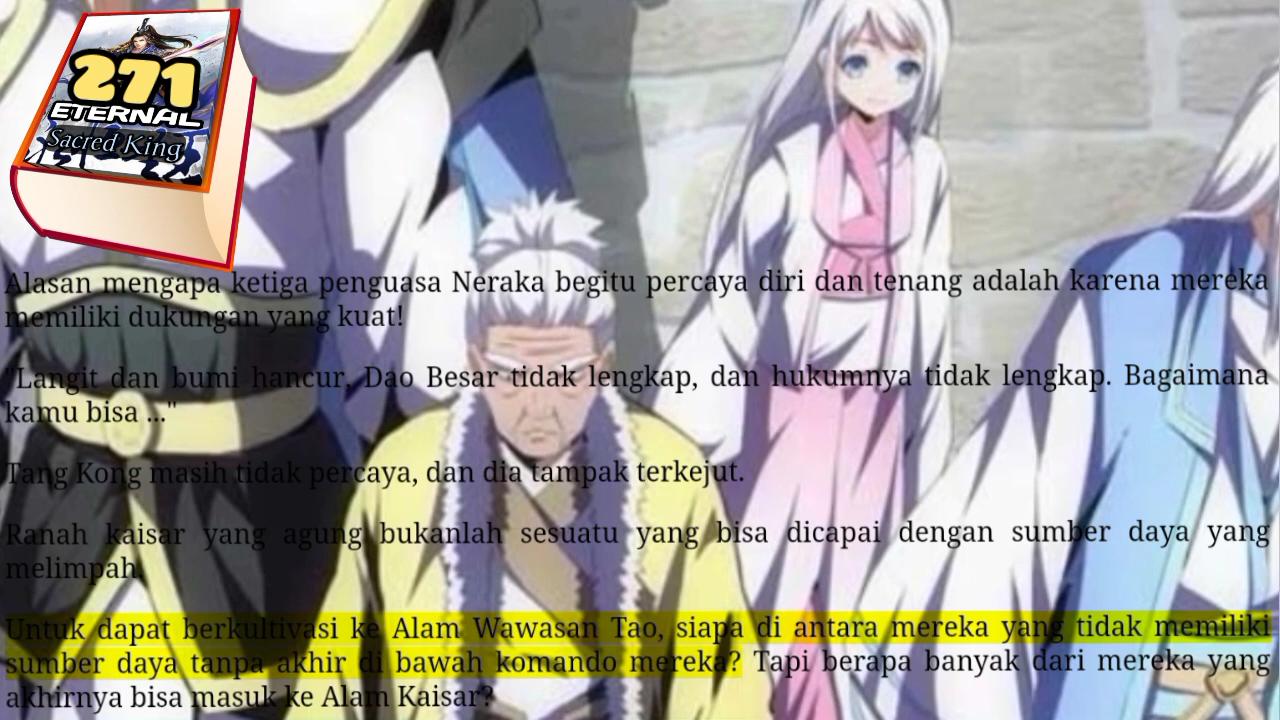 271
ETERNAL
Sacred King
Alasan mengapa ketiga penguasa Neraka begitu percaya diri dan tenang adalah karena mereka
memiliki dukungan yang kuat!
"Langit dan bumi hancur, Dao Besar tidak lengkap, dan hukumnya tidak lengkap. Bagaimana
kamu bisa ..."
Tang Kong masih tidak percaya, dan dia tampak terkejut.
Ranah kaisar yang agung bukanlah sesuatu yang bisa dicapai dengan sumber daya yang
melimpah.
Untuk dapat berkultivasi ke Alam Wawasan Tao, siapa di antara mereka yang tidak memiliki
sumber daya tanpa akhir di bawah komando mereka? Tapi berapa banyak dari mereka yang
akhirnya bisa masuk ke Alam Kaisar?